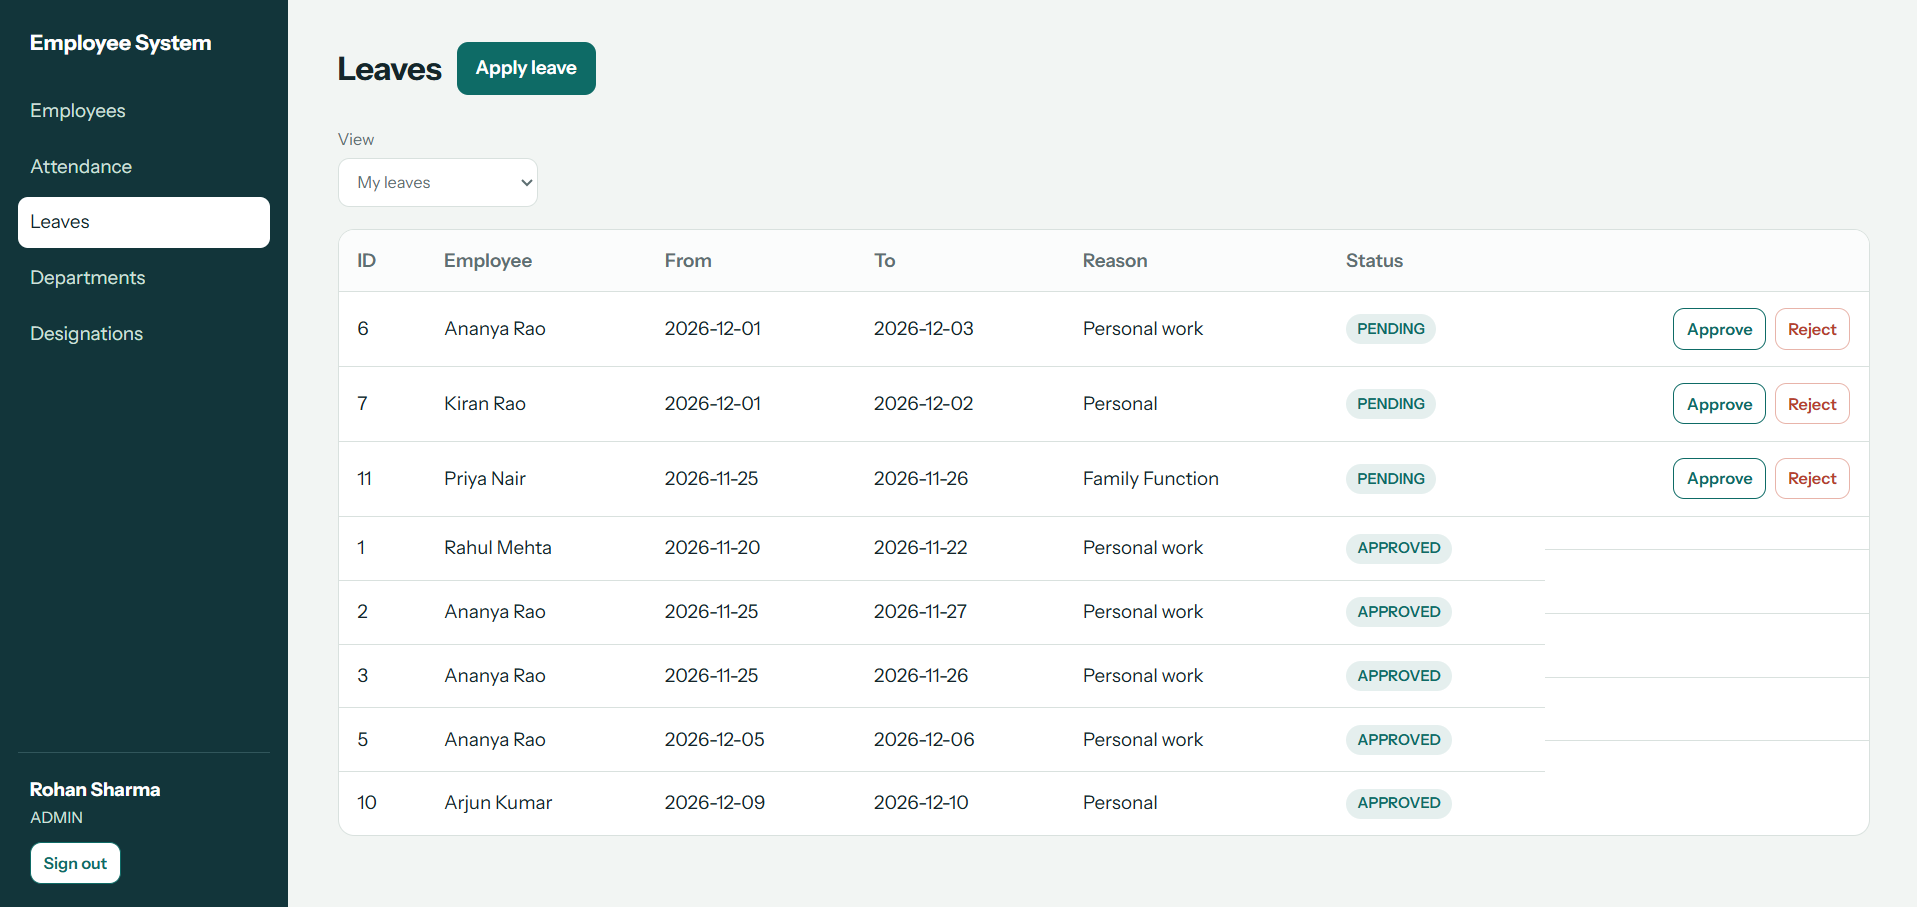 Employee System
Employees
Attendance
Leaves
Departments
Designations
Rohan Sharma
ADMIN
Sign out
Leaves Apply leave
View
My leaves
ID Employee From To Reason Status
6 Ananya Rao 2026-12-01 2026-12-03 Personal work PENDING Approve Reject
7 Kiran Rao 2026-12-01 2026-12-02 Personal PENDING Approve Reject
11 Priya Nair 2026-11-25 2026-11-26 Family Function PENDING Approve Reject
1 Rahul Mehta 2026-11-20 2026-11-22 Personal work APPROVED
2 Ananya Rao 2026-11-25 2026-11-27 Personal work APPROVED
3 Ananya Rao 2026-11-25 2026-11-26 Personal work APPROVED
5 Ananya Rao 2026-12-05 2026-12-06 Personal work APPROVED
10 Arjun Kumar 2026-12-09 2026-12-10 Personal APPROVED